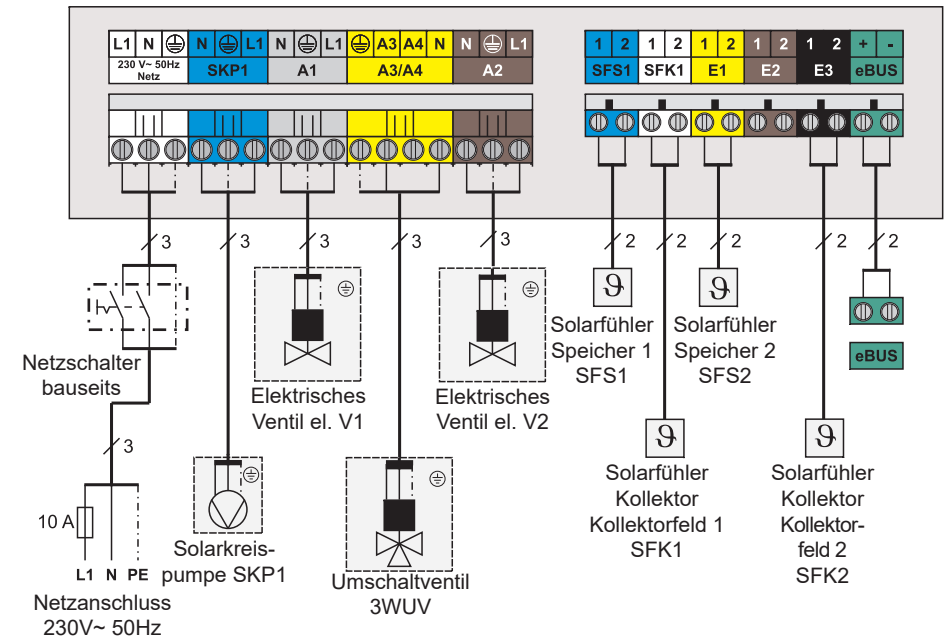 L1 N N L1 N L1 A3 A4 N N L1
230 V~ 50Hz
Netz
SKP1 A1 A3/A4 A2
1 2 1 2 1 2 1 2 1 2 + -
SFS1 SFK1 E1 E2 E3 eBUS
3 3 3 3 3 2 2 2 2 2
Netzschalter
bauseits
3
10 A
L1 N PE
Netzanschluss
230V~ 50Hz
Solarkreis-
pumpe SKP1
Elektrisches
Ventil el. V1
Umschaltventil
3WUV
Elektrisches
Ventil el. V2
ϑ
Solarfühler
Speicher 1
SFS1
ϑ
Solarfühler
Kollektor
Kollektorfeld 1
SFK1
ϑ
Solarfühler
Speicher 2
SFS2
ϑ
Solarfühler
Kollektor
Kollektor-
feld 2
SFK2
eBUS